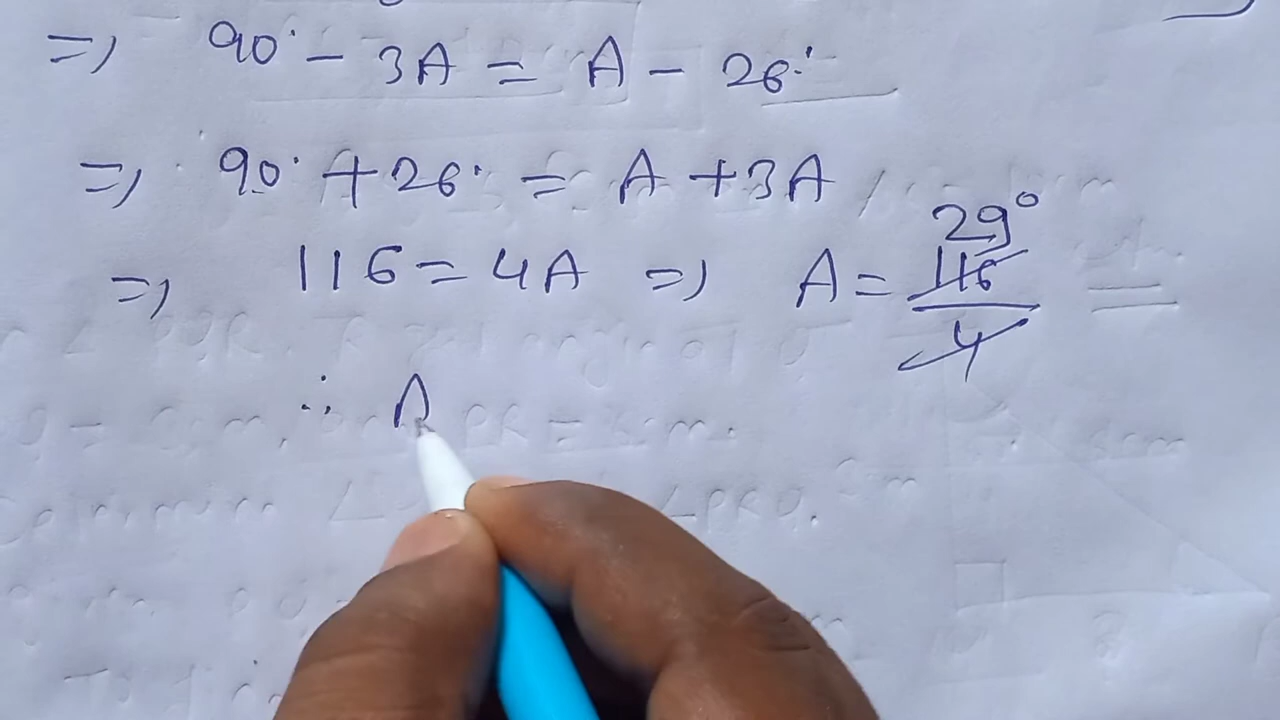 => 90° - 3A = A - 26°
=> 90° + 26° = A + 3A
=> 116 = 4A => A = 116/4 29°
∴ A